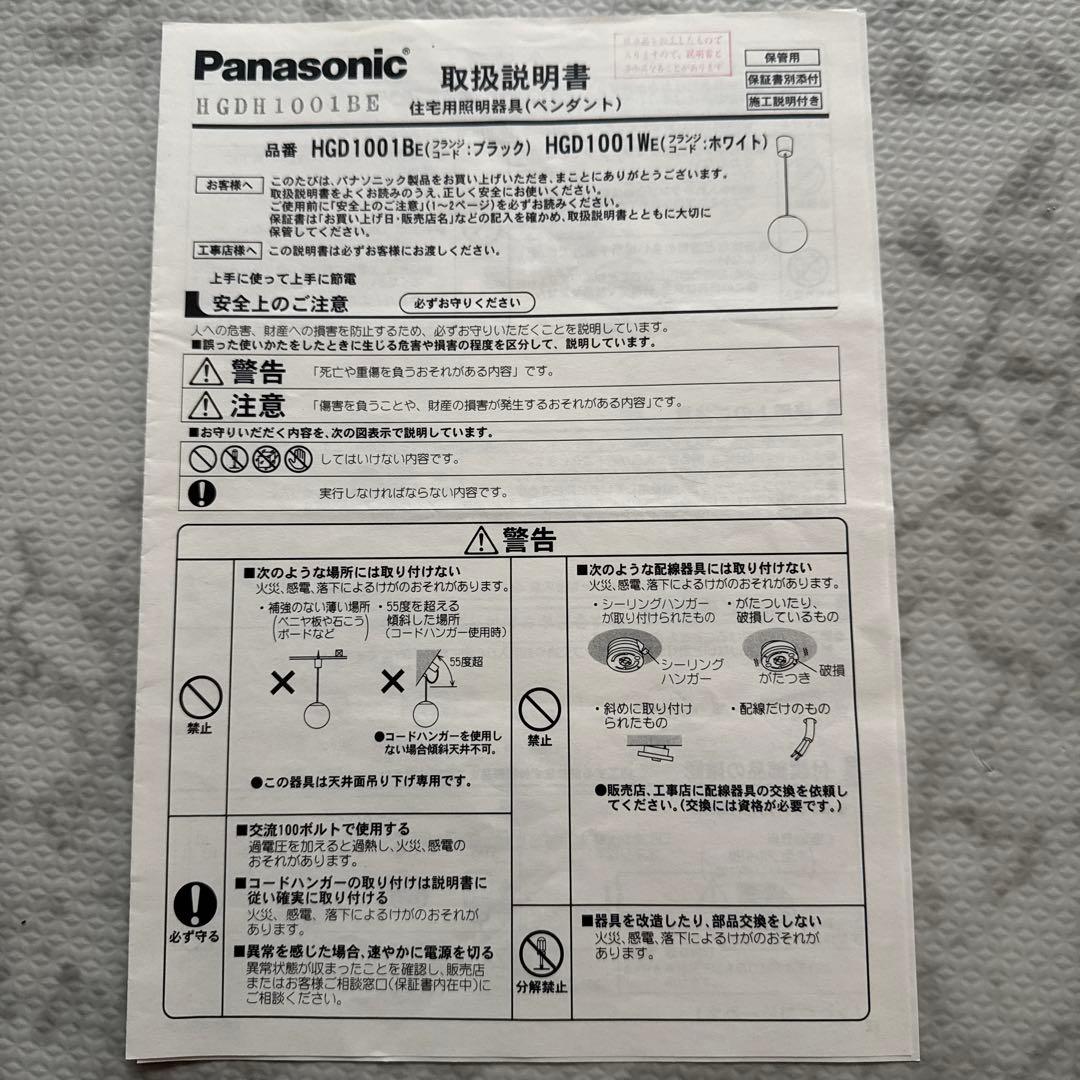 Panasonic®
HGDH1001BE
取扱説明書
住宅用照明器具(ペンダント)
保管用
保証書別添付
施工説明付き
品番 HGD1001BE(フランジコード:ブラック) HGD1001WE(フランジコード:ホワイト)
お客様へ
このたびは、パナソニック製品をお買い上げいただき、まことにありがとうございます。
取扱説明書をよくお読みのうえ、正しく安全にお使いください。
ご使用前に「安全上のご注意」(1〜2ページ)を必ずお読みください。
保証書は「お買い上げ日・販売店名」などの記入を確かめ、取扱説明書とともに大切に
保管してください。
工事店様へ この説明書は必ずお客様にお渡しください。
上手に使って上手に節電
安全上のご注意 必ずお守りください
人への危害、財産への損害を防止するため、必ずお守りいただくことを説明しています。
■誤った使いかたをしたときに生じる危害や損害の程度を区分して、説明しています。
警告 「死亡や重傷を負うおそれがある内容」です。
注意 「傷害を負うことや、財産の損害が発生するおそれがある内容」です。
■お守りいただく内容を、次の図表示で説明しています。
してはいけない内容です。
実行しなければならない内容です。
警告
禁止
■次のような場所には取り付けない
火災、感電、落下によるけがのおそれがあります。
・補強のない薄い場所
(ベニヤ板や石こう
ボードなど)
・55度を超える
傾斜した場所
(コードハンガー使用時)
55度超
●コードハンガーを使用し
ない場合傾斜天井不可。
●この器具は天井面吊り下げ専用です。
必ず守る
■交流100ボルトで使用する
過電圧を加えると過熱し、火災、感電の
おそれがあります。
■コードハンガーの取り付けは説明書に
従い確実に取り付ける
火災、感電、落下によるけがのおそれが
あります。
■異常を感じた場合、速やかに電源を切る
異常状態が収まったことを確認し、販売店
またはお客様ご相談窓口(保証書内在中)に
ご相談ください。
禁止
■次のような配線器具には取り付けない
火災、感電、落下によるけがのおそれがあります。
・シーリングハンガー
が取り付けられたもの
シーリング
ハンガー
・がたついたり、
破損しているもの
破損
がたつき
・斜めに取り付け
られたもの
・配線だけのもの
●販売店、工事店に配線器具の交換を依頼し
てください。(交換には資格が必要です。)
分解禁止
■器具を改造したり、部品交換をしない
火災、感電、落下によるけがのおそれが
あります。